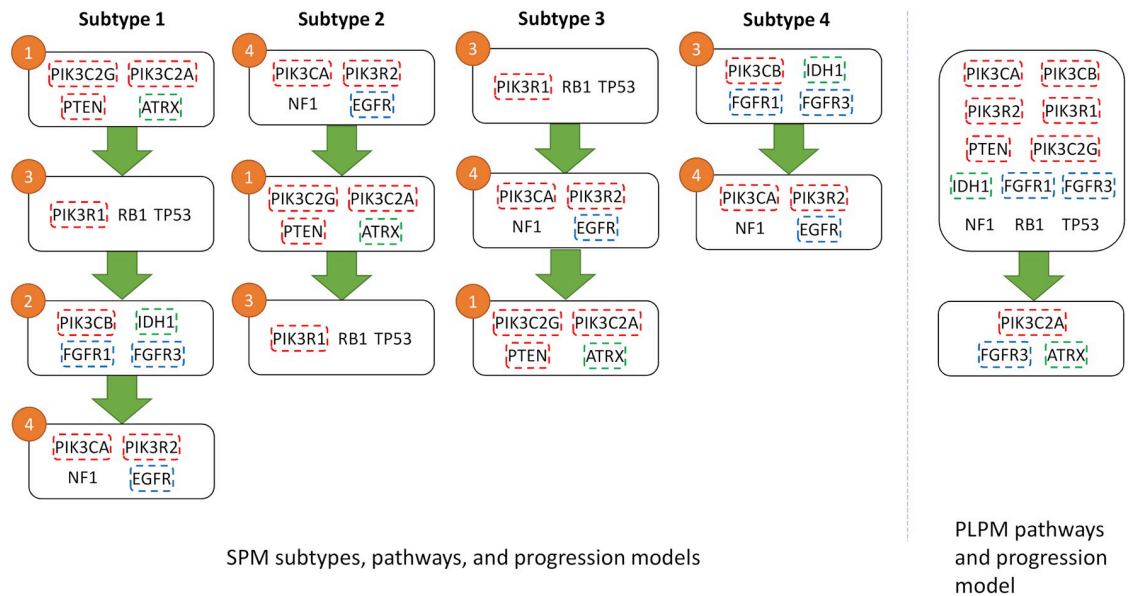 Subtype 1
1
PIK3C2G PIK3C2A
PTEN ATRX
3
PIK3R1 RB1 TP53
2
PIK3CB IDH1
FGFR1 FGFR3
4
PIK3CA PIK3R2
NF1 EGFR
Subtype 2
4
PIK3CA PIK3R2
NF1 EGFR
1
PIK3C2G PIK3C2A
PTEN ATRX
3
PIK3R1 RB1 TP53
Subtype 3
3
PIK3R1 RB1 TP53
4
PIK3CA PIK3R2
NF1 EGFR
1
PIK3C2G PIK3C2A
PTEN ATRX
Subtype 4
3
PIK3CB IDH1
FGFR1 FGFR3
4
PIK3CA PIK3R2
NF1 EGFR
SPM subtypes, pathways, and progression models
PIK3CA PIK3CB
PIK3R2 PIK3R1
PTEN PIK3C2G
IDH1 FGFR1 FGFR3
NF1 RB1 TP53
PIK3C2A
FGFR3 ATRX
PLPM pathways
and progression
model